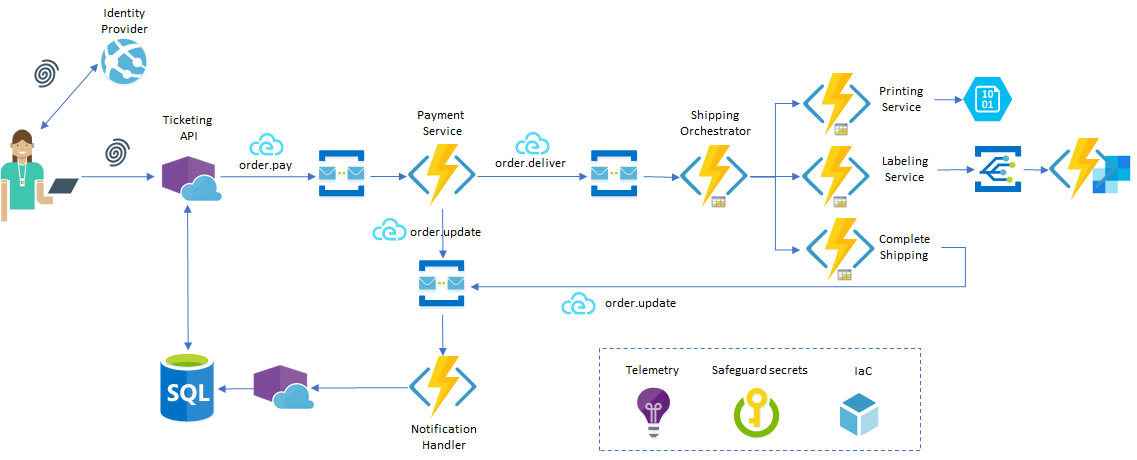 Identity
Provider
Ticketing
API
order.pay
Payment
Service
order.deliver
Shipping
Orchestrator
Printing
Service
10
01
Labeling
Service
order.update
Complete
Shipping
order.update
SQL
Notification
Handler
Telemetry
Safeguard secrets
IaC